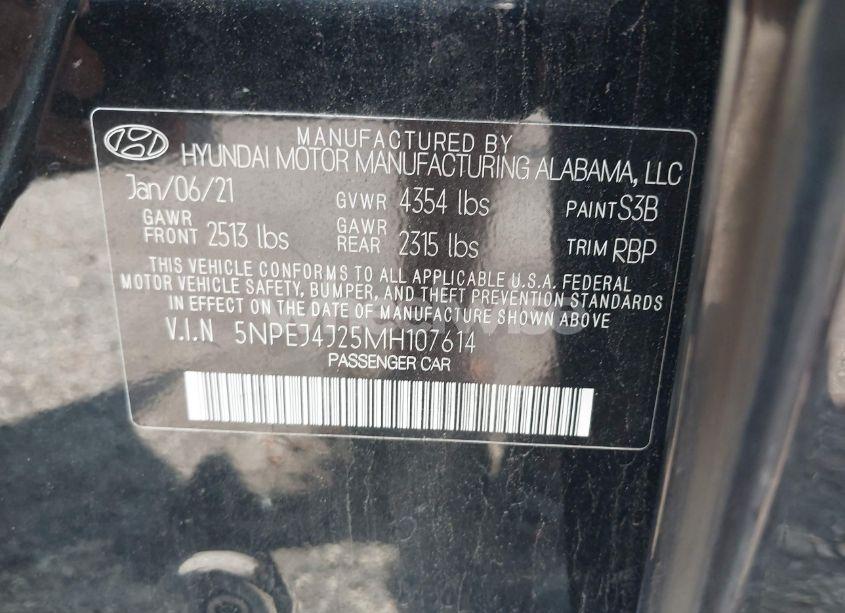 MANUFACTURED BY
HYUNDAI MOTOR MANUFACTURING ALABAMA, LLC
Jan/06/21 GVWR 4354 lbs PAINT S3B
GAWR FRONT 2513 lbs GAWR REAR 2315 lbs TRIM RBP
THIS VEHICLE CONFORMS TO ALL APPLICABLE U.S.A. FEDERAL
MOTOR VEHICLE SAFETY, BUMPER, AND THEFT PREVENTION STANDARDS
IN EFFECT ON THE DATE OF MANUFACTURE SHOWN ABOVE
V.I.N 5NPEJ4J25MH107614
PASSENGER CAR